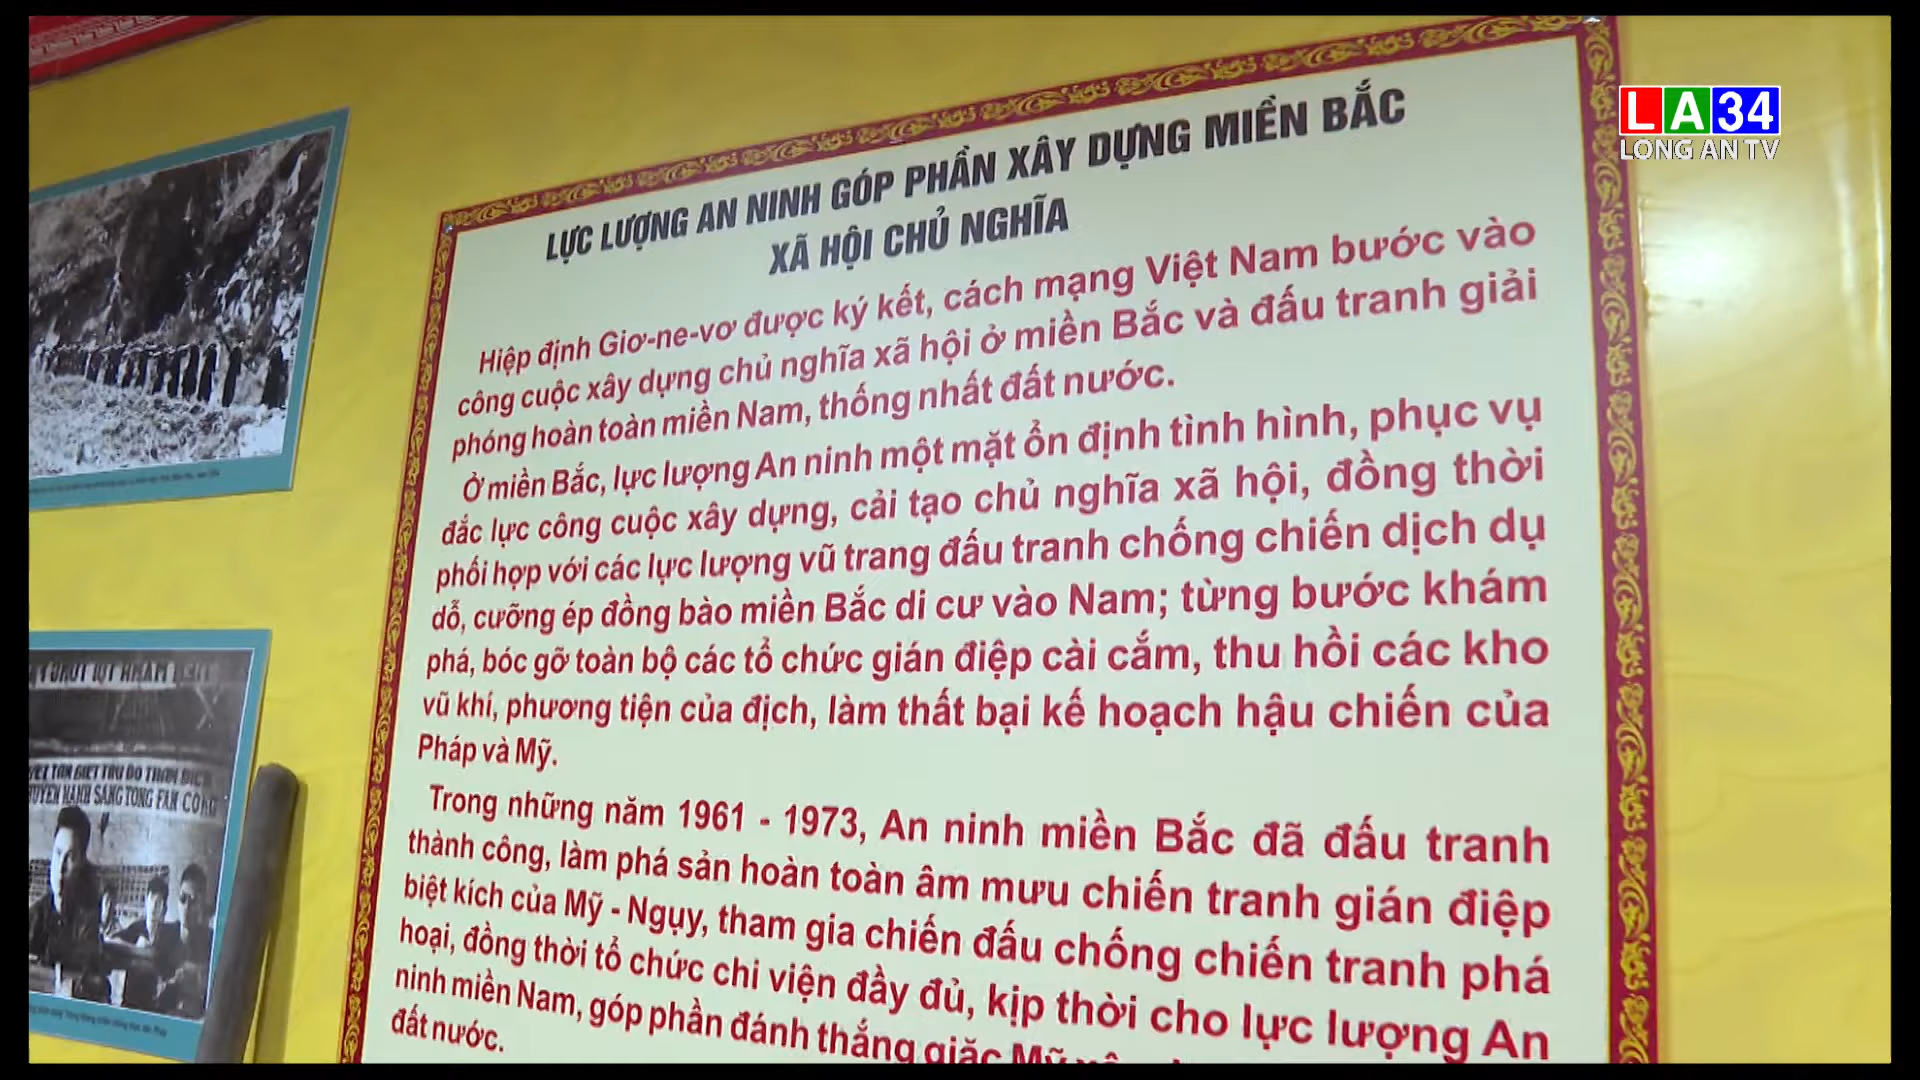 LA34
LONG AN TV
LỰC LƯỢNG AN NINH GÓP PHẦN XÂY DỰNG MIỀN BẮC
XÃ HỘI CHỦ NGHĨA
Hiệp định Giơ-ne-vơ được ký kết, cách mạng Việt Nam bước vào
công cuộc xây dựng chủ nghĩa xã hội ở miền Bắc và đấu tranh giải
phóng hoàn toàn miền Nam, thống nhất đất nước.
Ở miền Bắc, lực lượng An ninh một mặt ổn định tình hình, phục vụ
đắc lực công cuộc xây dựng, cải tạo chủ nghĩa xã hội, đồng thời
phối hợp với các lực lượng vũ trang đấu tranh chống chiến dịch dụ
dỗ, cưỡng ép đồng bào miền Bắc di cư vào Nam; từng bước khám
phá, bóc gỡ toàn bộ các tổ chức gián điệp cài cắm, thu hồi các kho
vũ khí, phương tiện của địch, làm thất bại kế hoạch hậu chiến của
Pháp và Mỹ.
Trong những năm 1961 - 1973, An ninh miền Bắc đã đấu tranh
thành công, làm phá sản hoàn toàn âm mưu chiến tranh gián điệp
biệt kích của Mỹ - Ngụy, tham gia chiến đấu chống chiến tranh phá
hoại, đồng thời tổ chức chi viện đầy đủ, kịp thời cho lực lượng An
ninh miền Nam, góp phần đánh thắng giặc Mỹ
đất nước.